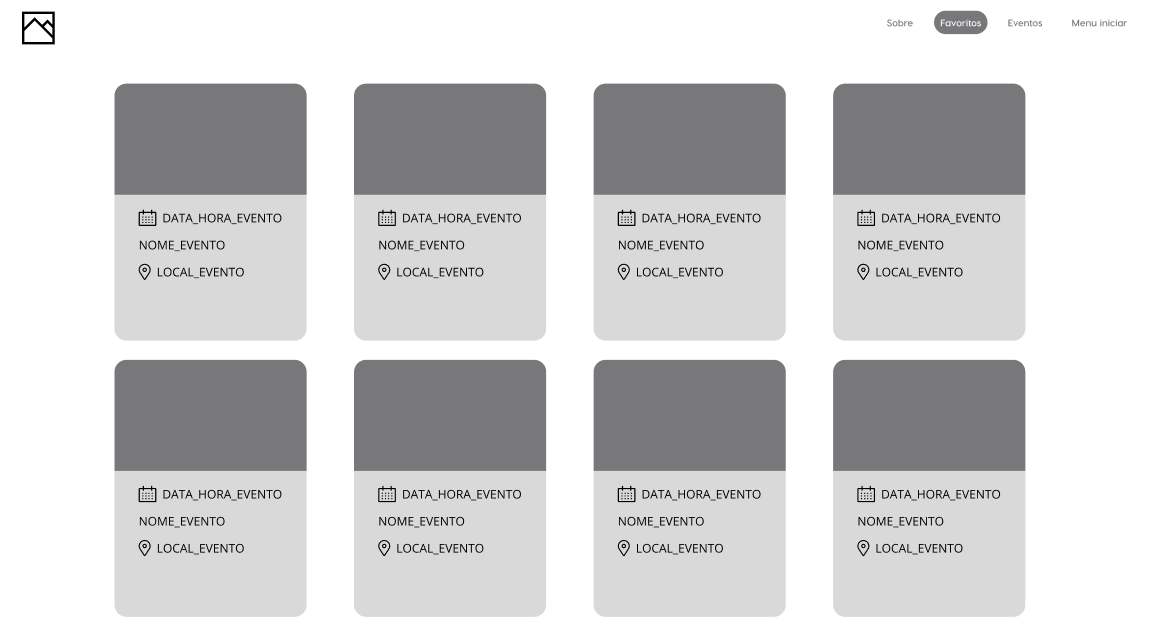 Sobre Favoritos Eventos Menu iniciar
DATA_HORA_EVENTO DATA_HORA_EVENTO DATA_HORA_EVENTO DATA_HORA_EVENTO
NOME_EVENTO NOME_EVENTO NOME_EVENTO NOME_EVENTO
LOCAL_EVENTO LOCAL_EVENTO LOCAL_EVENTO LOCAL_EVENTO
DATA_HORA_EVENTO DATA_HORA_EVENTO DATA_HORA_EVENTO DATA_HORA_EVENTO
NOME_EVENTO NOME_EVENTO NOME_EVENTO NOME_EVENTO
LOCAL_EVENTO LOCAL_EVENTO LOCAL_EVENTO LOCAL_EVENTO